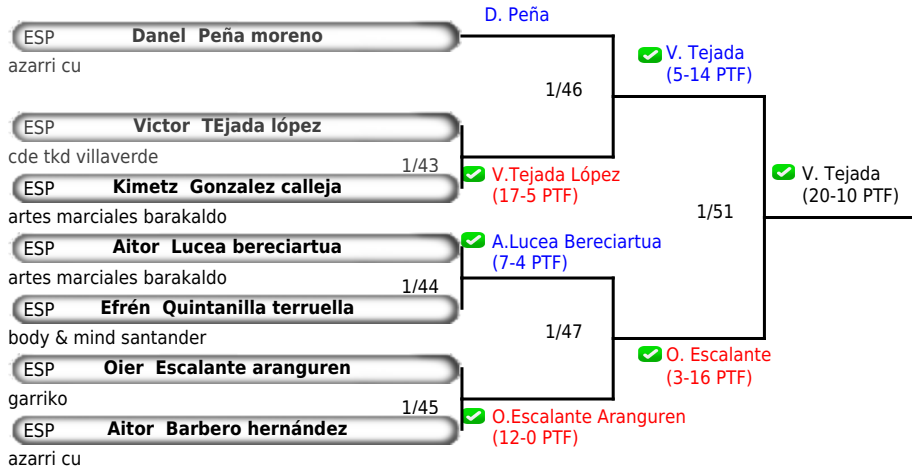 D. Peña
ESP Danel Peña moreno
azarri cu
V. Tejada
(5-14 PTF)
1/46
ESP Victor TEjada lópez
cde tkd villaverde
1/43
V.Tejada López
(17-5 PTF)
V. Tejada
(20-10 PTF)
ESP Kimetz Gonzalez calleja
artes marciales barakaldo
1/51
ESP Aitor Lucea bereciartua
A.Lucea Bereciartua
(7-4 PTF)
artes marciales barakaldo
1/44
ESP Efrén Quintanilla terruella
body & mind santander
1/47
O. Escalante
(3-16 PTF)
ESP Oier Escalante aranguren
garriko
1/45
O.Escalante Aranguren
(12-0 PTF)
ESP Aitor Barbero hernández
azarri cu